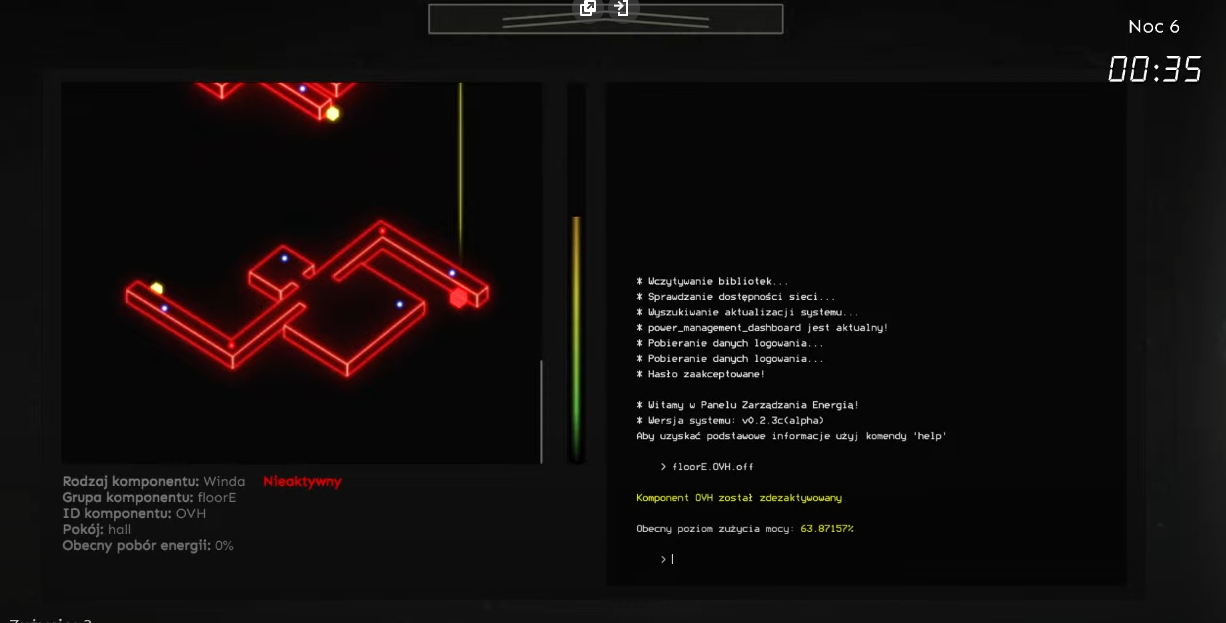 Noc 6
00:35
* Wczytywanie bibliotek...
* Sprawdzanie dostępności sieci...
* Wyszukiwanie aktualizacji systemu...
* power_management_dashboard jest aktualny!
* Pobieranie danych logowania...
* Pobieranie danych logowania...
* Hasło zaakceptowane!
* Witamy w Panelu Zarządzania Energią!
* Wersja systemu: v0.2.3c(alpha)
Aby uzyskać podstawowe informacje użyj komendy 'help'
> floorE.OVH.off
Komponent OVH został zdezaktywowany
Obecny poziom zużycia mocy: 63.87157%
>
Rodzaj komponentu: Winda Nieaktywny
Grupa komponentu: floorE
ID komponentu: OVH
Pokój: hall
Obecny pobór energii: 0%